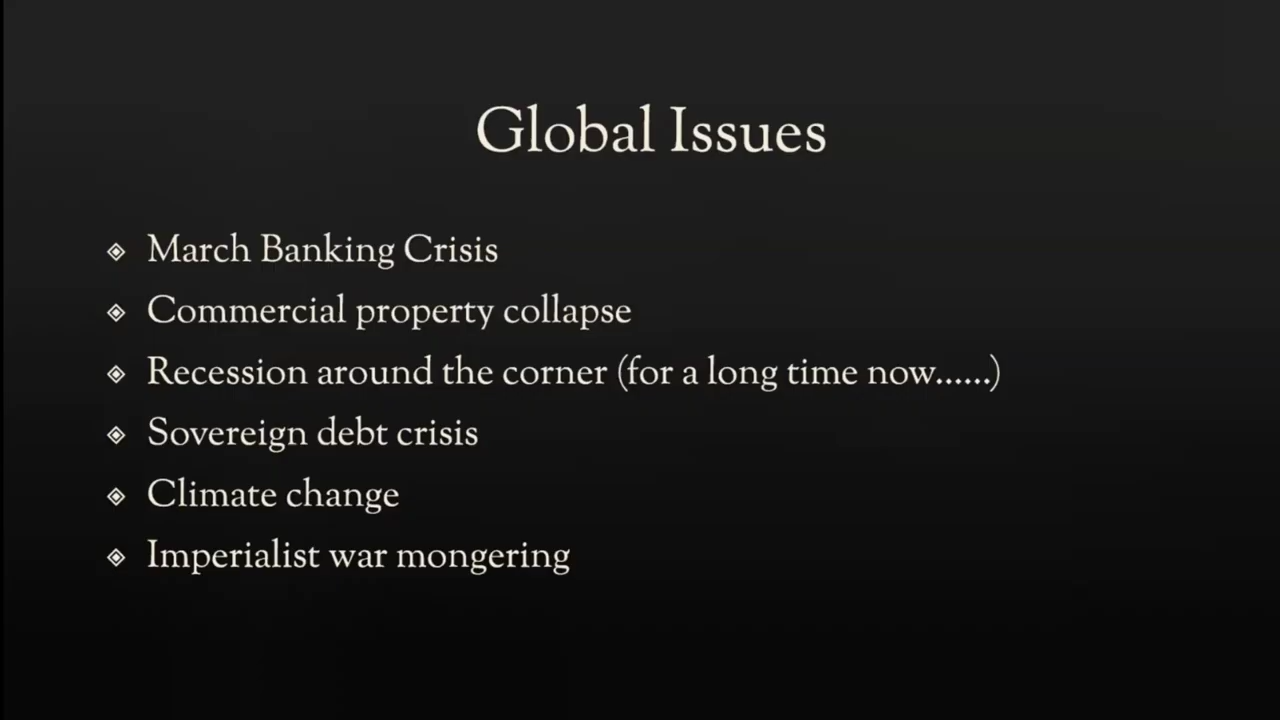 Global Issues
March Banking Crisis
Commercial property collapse
Recession around the corner (for a long time now......)
Sovereign debt crisis
Climate change
Imperialist war mongering